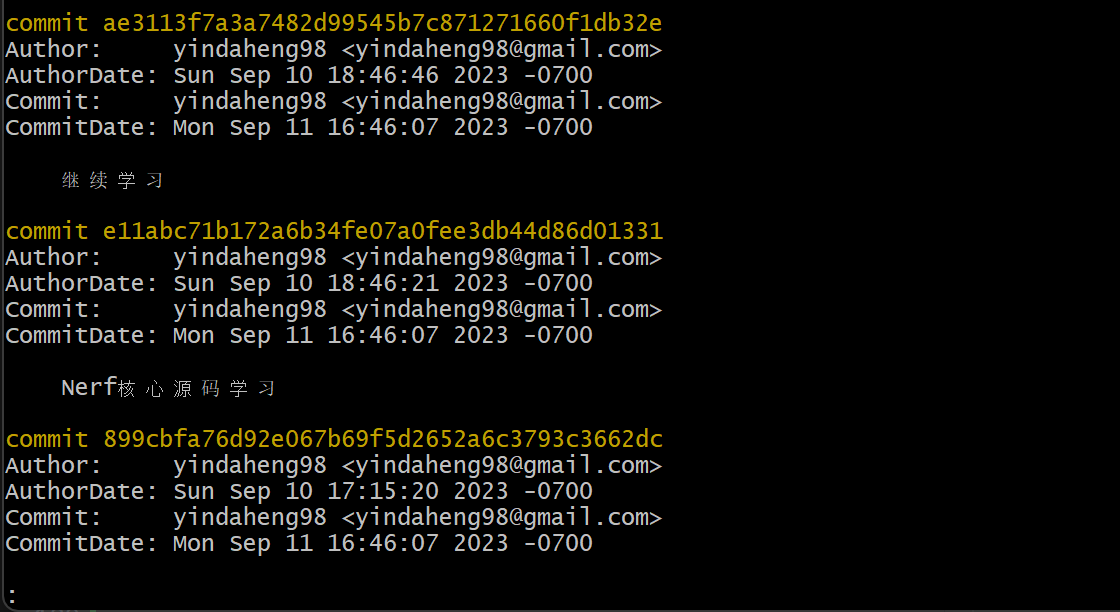 commit ae3113f7a3a7482d99545b7c871271660f1db32e
Author:     yindaheng98 <yindaheng98@gmail.com>
AuthorDate: Sun Sep 10 18:46:46 2023 -0700
Commit:     yindaheng98 <yindaheng98@gmail.com>
CommitDate: Mon Sep 11 16:46:07 2023 -0700
继续学习
commit e11abc71b172a6b34fe07a0fee3db44d86d01331
Author:     yindaheng98 <yindaheng98@gmail.com>
AuthorDate: Sun Sep 10 18:46:21 2023 -0700
Commit:     yindaheng98 <yindaheng98@gmail.com>
CommitDate: Mon Sep 11 16:46:07 2023 -0700
Nerf核心源码学习
commit 899cbfa76d92e067b69f5d2652a6c3793c3662dc
Author:     yindaheng98 <yindaheng98@gmail.com>
AuthorDate: Sun Sep 10 17:15:20 2023 -0700
Commit:     yindaheng98 <yindaheng98@gmail.com>
CommitDate: Mon Sep 11 16:46:07 2023 -0700
: